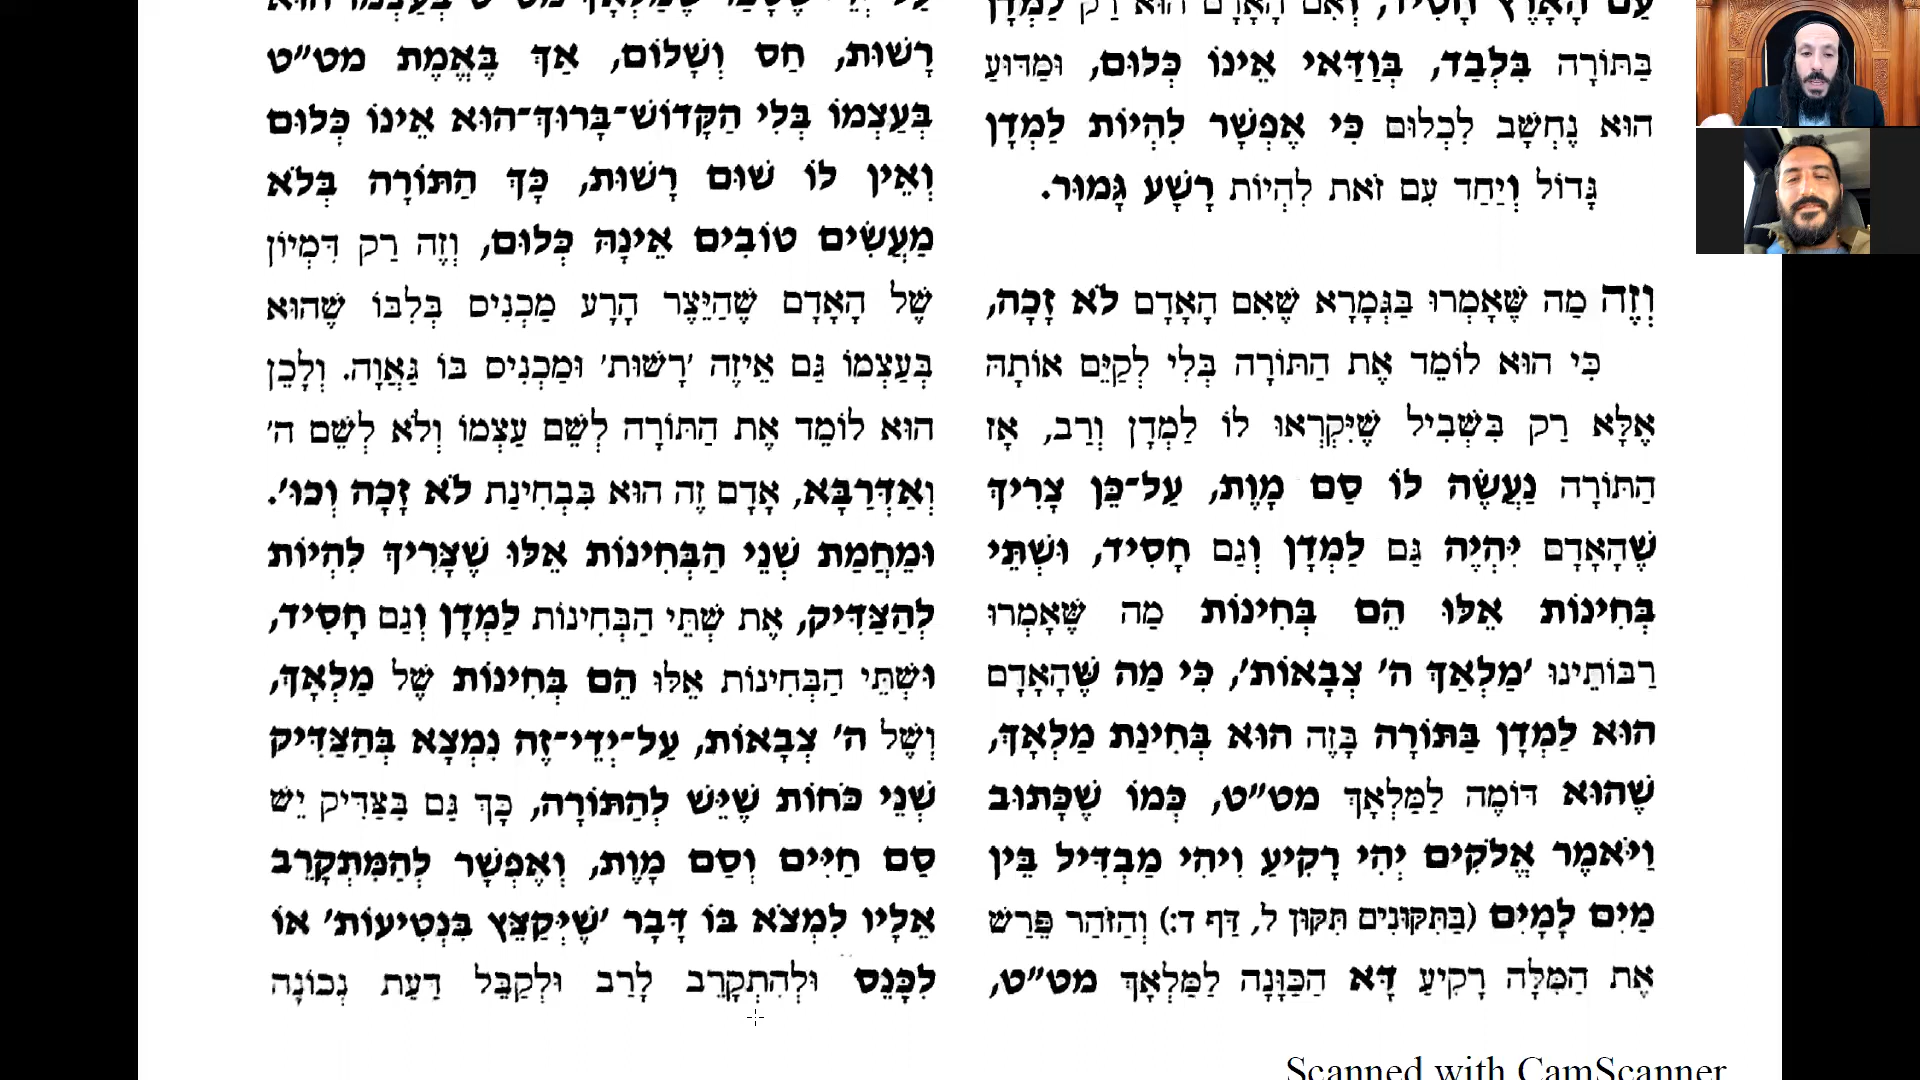 עַם הָאָרֶץ חָסִיד, וְאִם הָאָדָם הוּא רַק לַמְדָן
בַּתּוֹרָה בִּלְבַד, בְּוַדַּאי אֵינוֹ כְּלוּם, וּמַדּוּעַ
הוּא נֶחְשָׁב לִכְלוּם כִּי אֶפְשָׁר לִהְיוֹת לַמְדָן
גָּדוֹל וְיַחַד עִם זֹאת לִהְיוֹת רָשָׁע גָּמוּר.
וְזֶה מַה שֶּׁאָמְרוּ בַּגְּמָרָא שֶׁאִם הָאָדָם לֹא זָכָה,
כִּי הוּא לוֹמֵד אֶת הַתּוֹרָה בְּלִי לְקַיֵּם אוֹתָהּ
אֶלָּא רַק בִּשְׁבִיל שֶׁיִּקְרְאוּ לוֹ לַמְדָן וְרַב, אָז
הַתּוֹרָה נַעֲשֶׂה לוֹ סַם מָוֶת, עַל־כֵּן צָרִיךְ
שֶׁהָאָדָם יִהְיֶה גַּם לַמְדָן וְגַם חָסִיד, וּשְׁתֵּי
בְּחִינוֹת אֵלּוּ הֵם בְּחִינוֹת מַה שֶּׁאָמְרוּ
רַבּוֹתֵינוּ 'מַלְאַךְ ה' צְבָאוֹת', כִּי מַה שֶּׁהָאָדָם
הוּא לַמְדָן בַּתּוֹרָה בָּזֶה הוּא בְּחִינַת מַלְאָךְ,
שֶׁהוּא דּוֹמֶה לַמַּלְאָךְ מט"ט, כְּמוֹ שֶׁכָּתוּב
וַיֹּאמֶר אֱלֹקִים יְהִי רָקִיעַ וִיהִי מַבְדִּיל בֵּין
מַיִם לָמָיִם (בַּתִּקּוּנִים תִּקּוּן ל, דַּף ד:) וְהַזֹּהַר פֵּרַשׁ
אֶת הַמִּלָּה רָקִיעַ דָּא הַכַּוָּנָה לַמַּלְאָךְ מט"ט,
רָשׁוּת, חַס וְשָׁלוֹם, אַךְ בֶּאֱמֶת מט"ט
בְּעַצְמוֹ בְּלִי הַקָּדוֹשׁ־בָּרוּךְ־הוּא אֵינוֹ כְּלוּם
וְאֵין לוֹ שׁוּם רָשׁוּת, כָּךְ הַתּוֹרָה בְּלֹא
מַעֲשִׂים טוֹבִים אֵינָהּ כְּלוּם, וְזֶה רַק דִּמְיוֹן
שֶׁל הָאָדָם שֶׁהַיֵּצֶר הָרָע מַכְנִיס בְּלִבּוֹ שֶׁהוּא
בְּעַצְמוֹ גַּם אֵיזֶה 'רָשׁוּת' וּמַכְנִיס בּוֹ גַּאֲוָה. וְלָכֵן
הוּא לוֹמֵד אֶת הַתּוֹרָה לְשֵׁם עַצְמוֹ וְלֹא לְשֵׁם ה'
וְאַדְּרַבָּא, אָדָם זֶה הוּא בִּבְחִינַת לֹא זָכָה וְכוּ'.
וּמֵחֲמַת שְׁנֵי הַבְּחִינוֹת אֵלּוּ שֶׁצָּרִיךְ לִהְיוֹת
לְהַצַּדִּיק, אֶת שְׁתֵּי הַבְּחִינוֹת לַמְדָן וְגַם חָסִיד,
וּשְׁתֵּי הַבְּחִינוֹת אֵלּוּ הֵם בְּחִינוֹת שֶׁל מַלְאָךְ,
וְשֶׁל ה' צְבָאוֹת, עַל־יְדֵי־זֶה נִמְצָא בְּהַצַּדִּיק
שְׁנֵי כֹּחוֹת שֶׁיֵּשׁ לְהַתּוֹרָה, כָּךְ גַּם בַּצַּדִּיק יֵשׁ
סַם חַיִּים וְסַם מָוֶת, וְאֶפְשָׁר לְהַמִּתְקָרֵב
אֵלָיו לִמְצֹא בּוֹ דָּבָר 'שֶׁיְּקַצֵּץ בִּנְטִיעוֹת' אוֹ
לִכָּנֵס וּלְהִתְקָרֵב לָרַב וּלְקַבֵּל דַּעַת נְכוֹנָה
Scanned with CamScanner